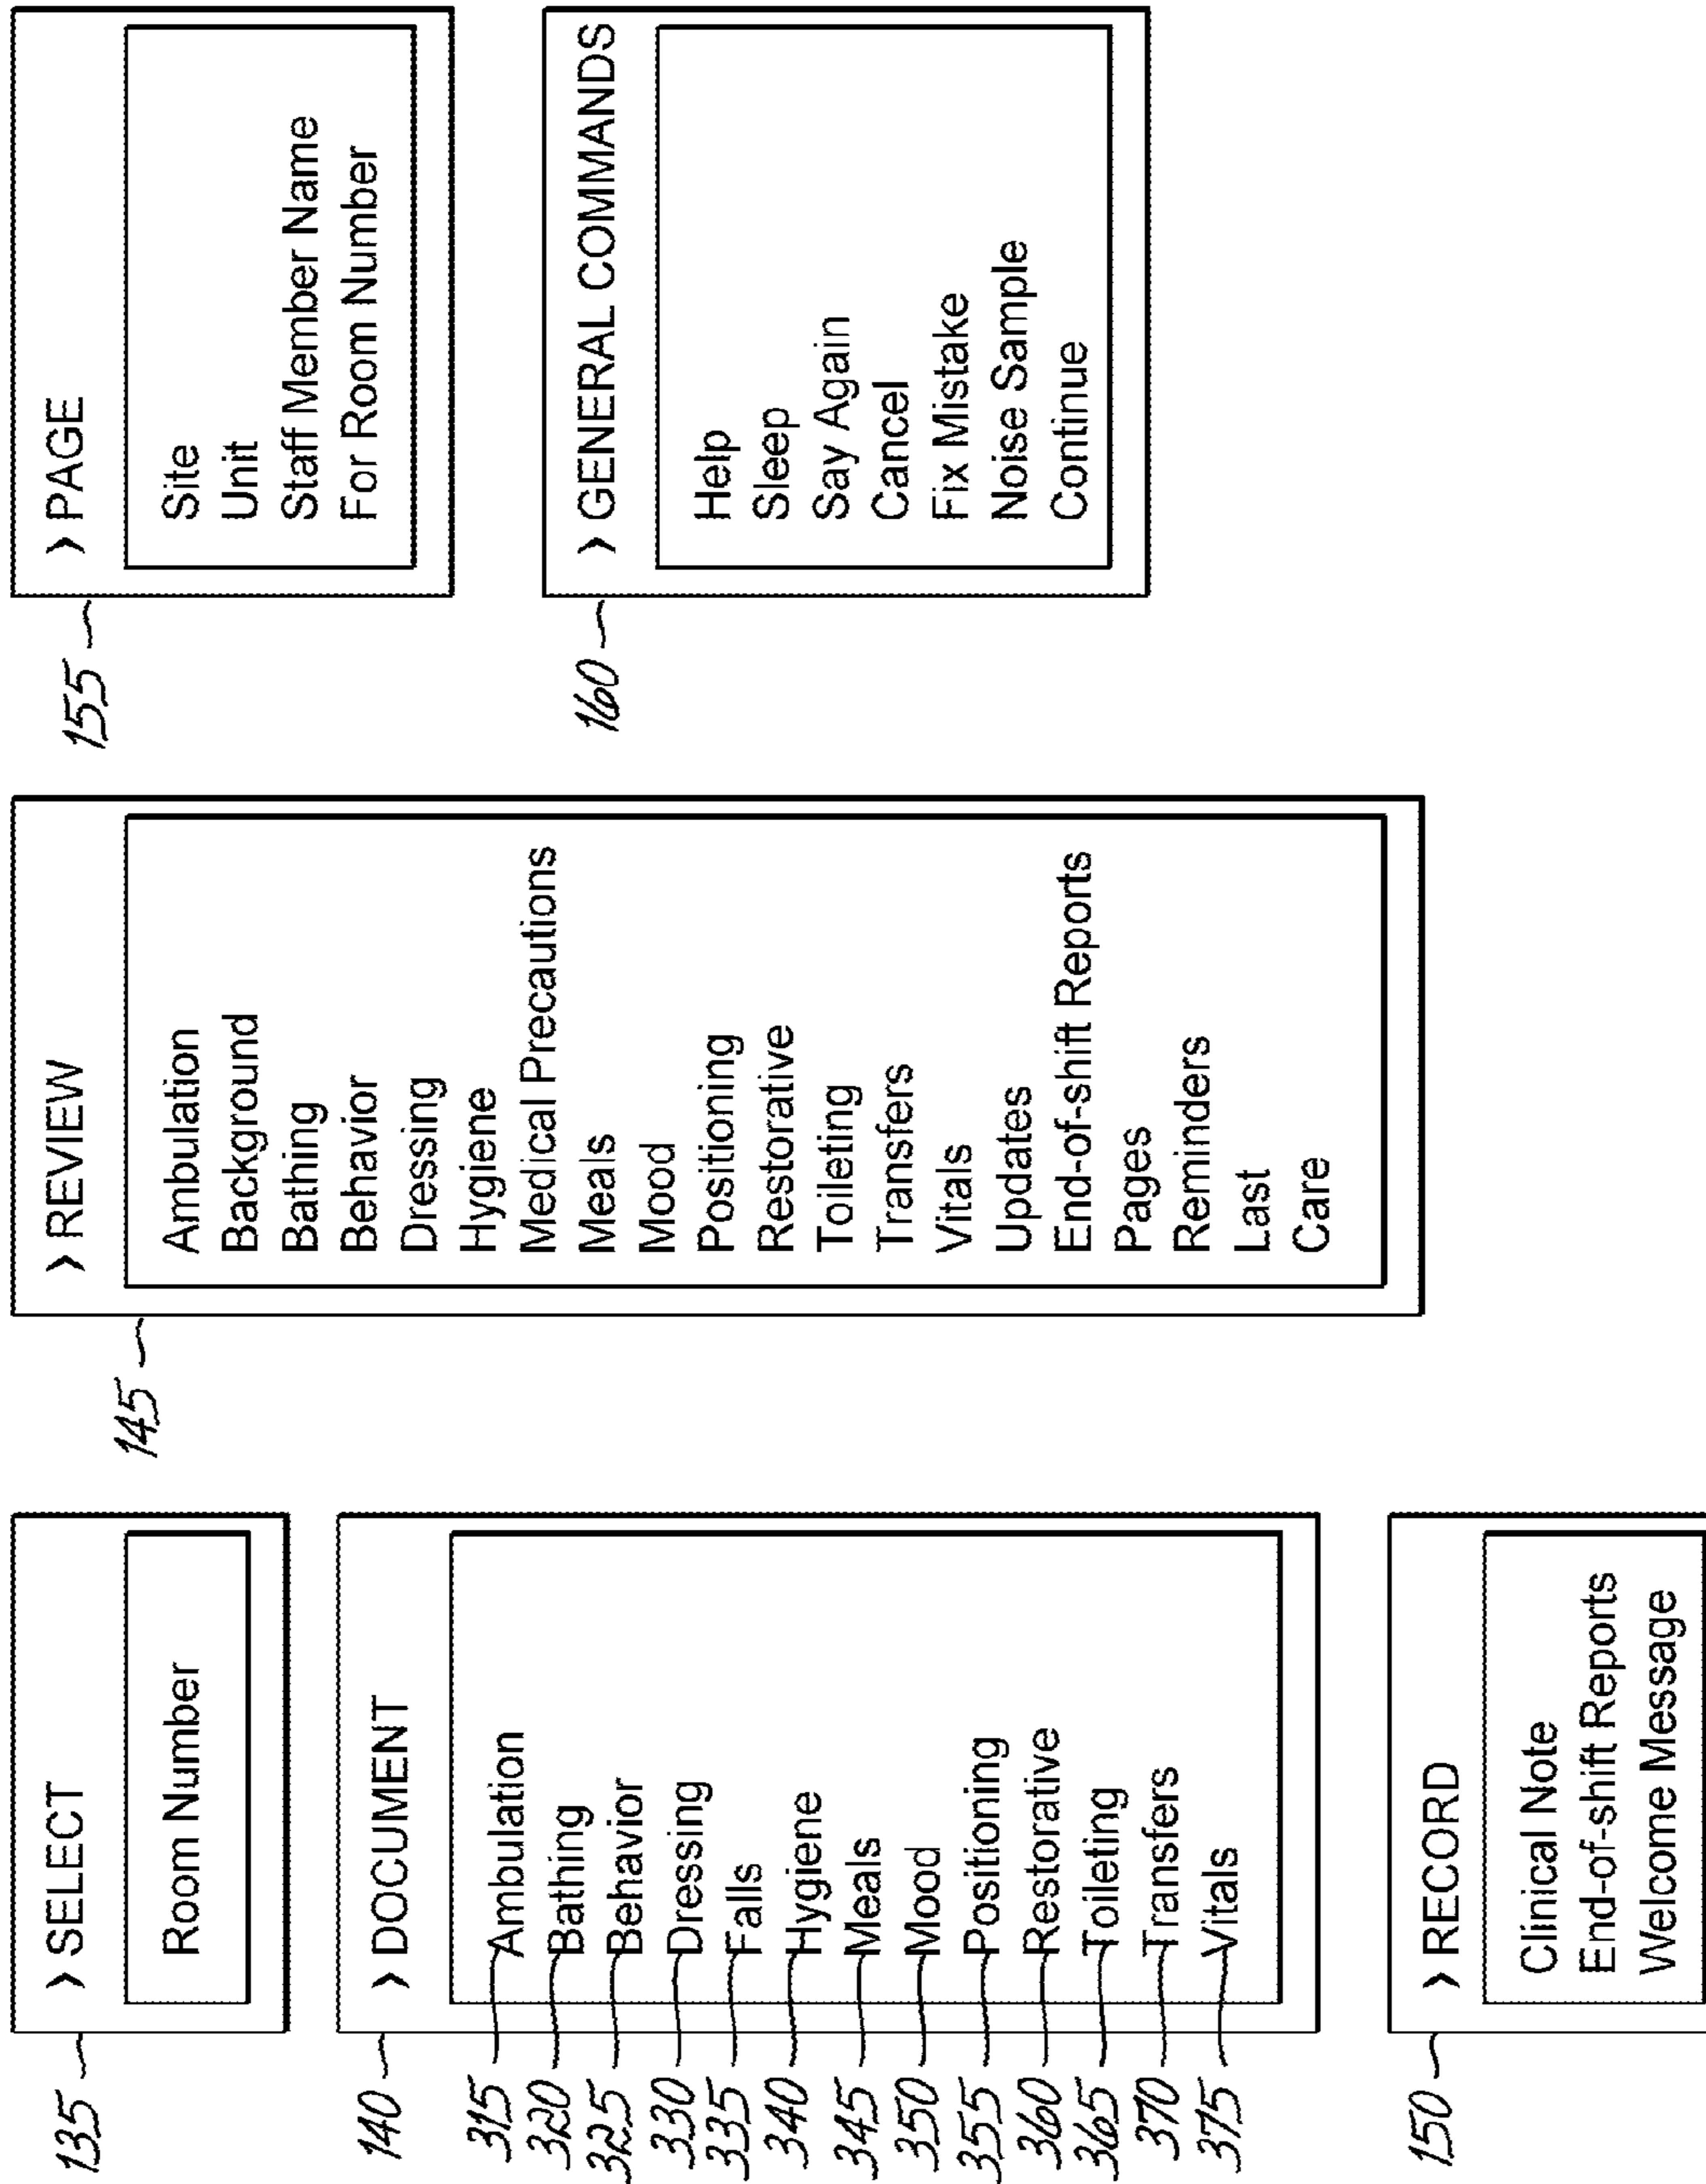 135
❯ SELECT
Room Number
140
❯ DOCUMENT
315 Ambulation
320 Bathing
325 Behavior
330 Dressing
335 Falls
340 Hygiene
345 Meals
350 Mood
355 Positioning
360 Restorative
365 Toileting
370 Transfers
375 Vitals
150
❯ RECORD
Clinical Note
End-of-shift Reports
Welcome Message
145
❯ REVIEW
Ambulation
Background
Bathing
Behavior
Dressing
Hygiene
Medical Precautions
Meals
Mood
Positioning
Restorative
Toileting
Transfers
Vitals
Updates
End-of-shift Reports
Pages
Reminders
Last
Care
155
❯ PAGE
Site
Unit
Staff Member Name
For Room Number
160
❯ GENERAL COMMANDS
Help
Sleep
Say Again
Cancel
Fix Mistake
Noise Sample
Continue